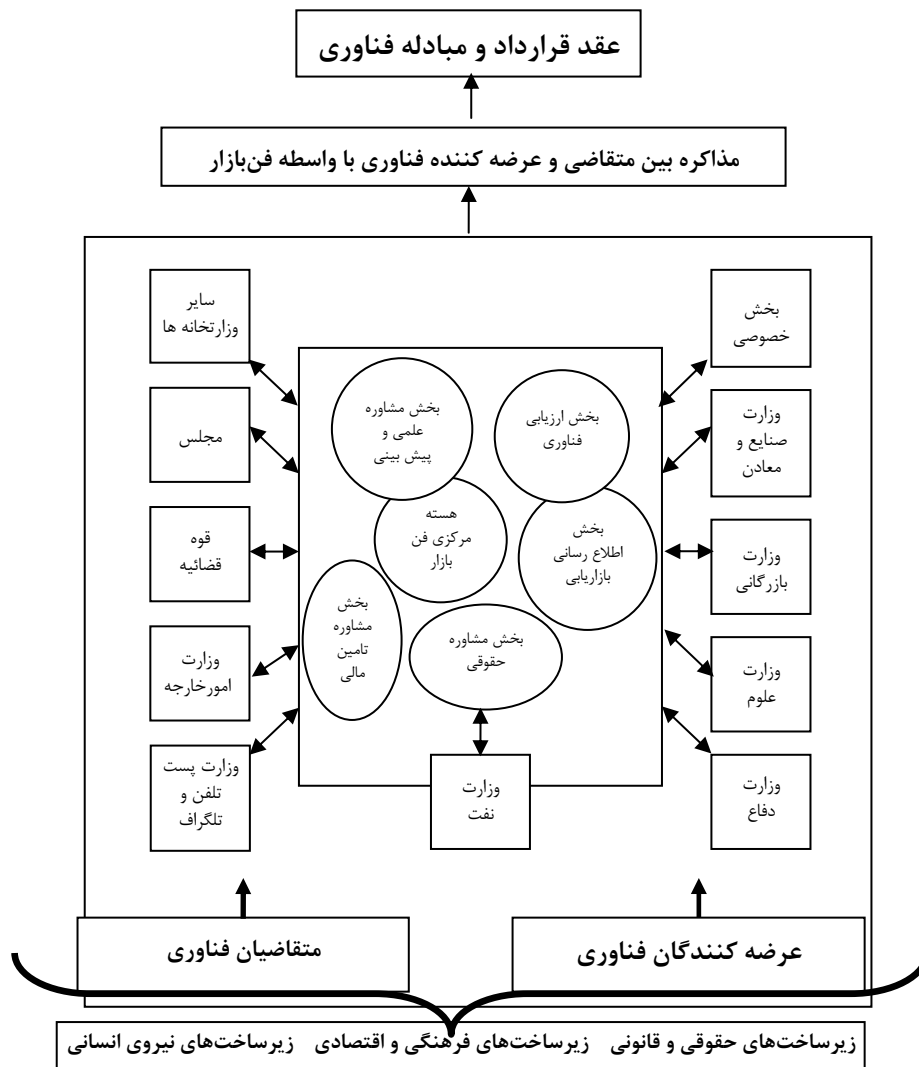 عقد قرارداد و مبادله فناوری
مذاکره بین متقاضی و عرضه کننده فناوری با واسطه فن‌بازار
بخش
خصوصی
وزارت
صنایع و
معادن
وزارت
بازرگانی
وزارت
علوم
وزارت
دفاع
بخش ارزیابی
فناوری
بخش
اطلاع رسانی
بازاریابی
بخش مشاوره
علمی و
پیش بینی
هسته
مرکزی فن
بازار
بخش
مشاوره
تامین
مالی
بخش مشاوره
حقوقی
وزارت
نفت
سایر
وزارتخانه ها
مجلس
قوه
قضائیه
وزارت
امورخارجه
وزارت پست
تلفن و
تلگراف
عرضه کنندگان فناوری
متقاضیان فناوری
زیرساخت‌های حقوقی و قانونی زیرساخت‌های فرهنگی و اقتصادی زیرساخت‌های نیروی انسانی